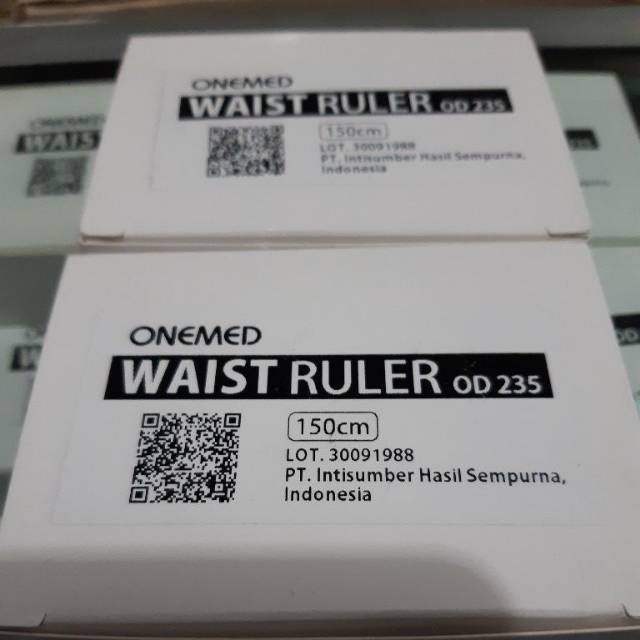 ONEMED
WAIST RULER OD 235
150cm
LOT. 30091988
PT. Intisumber Hasil Sempurna,
Indonesia
WAIS
ONEMED
WAIST RULER OD 235
150cm
LOT. 30091988
PT. Intisumber Hasil Sempurna,
Indonesia